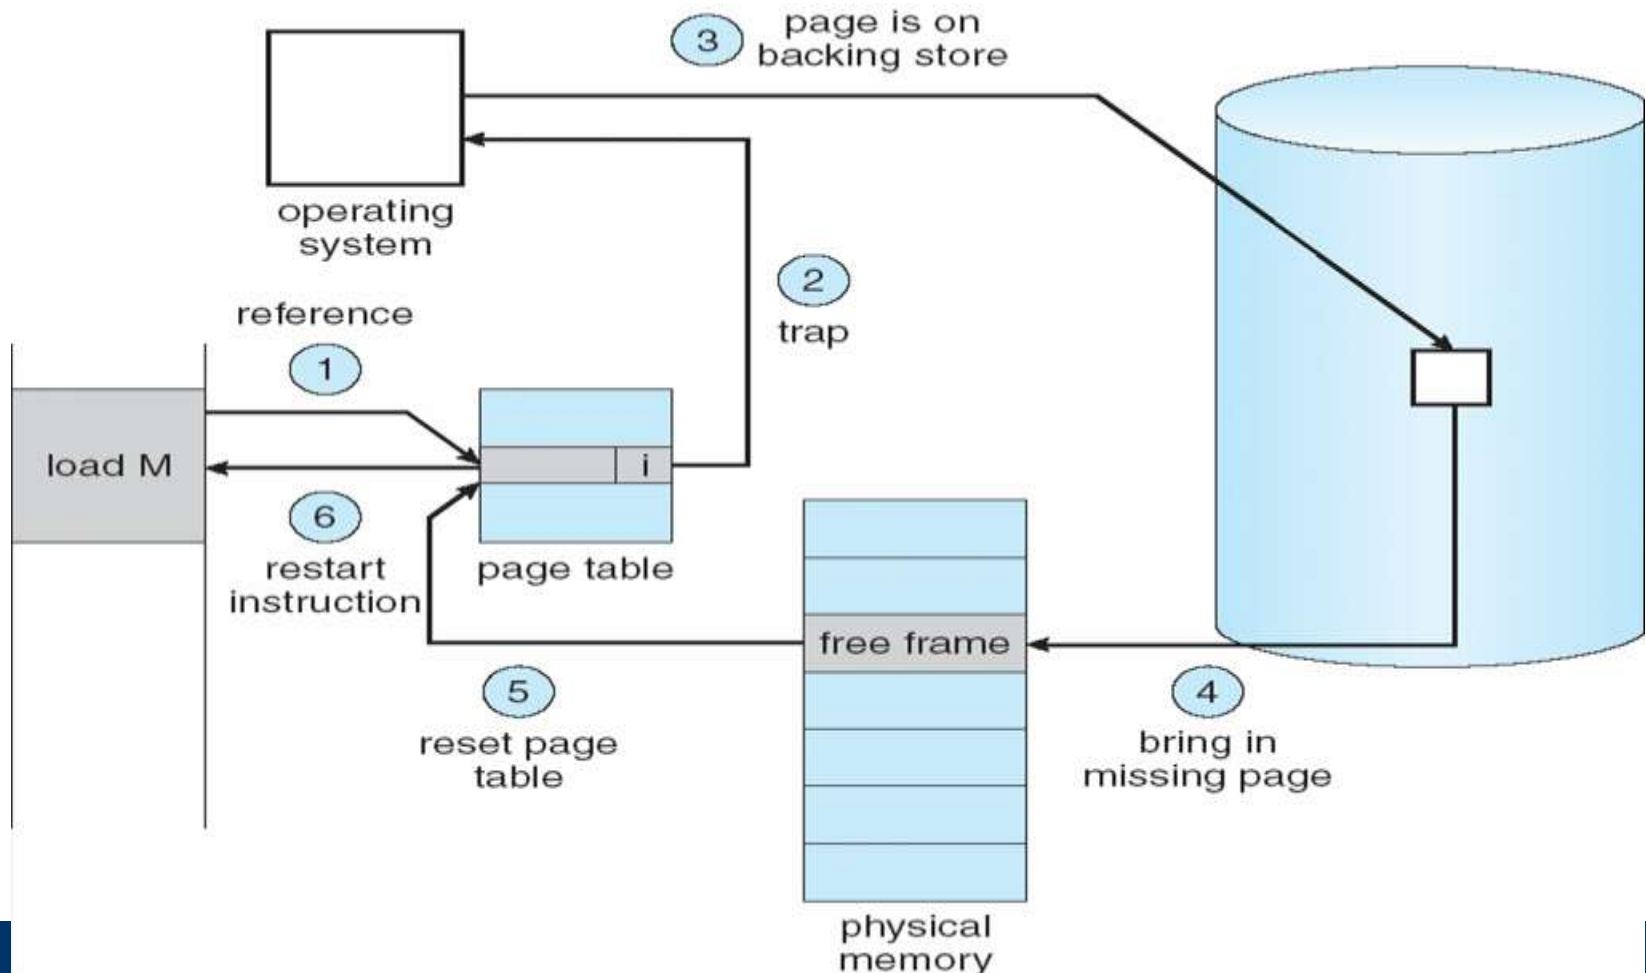 3
page is on
backing store
operating
system
2
trap
reference
1
load M
i
6
restart
instruction
page table
free frame
5
reset page
table
4
bring in
missing page
physical
memory